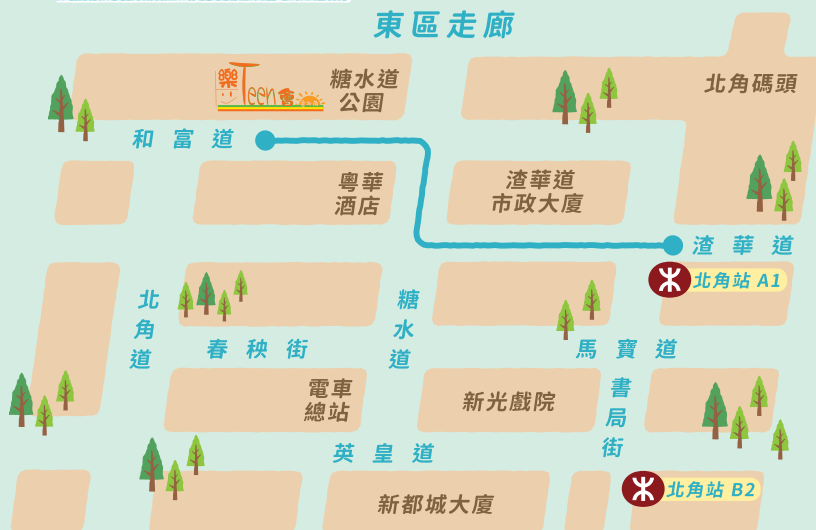 東區走廊
樂Teen會
糖水道
公園
北角碼頭
和富道
粵華
酒店
渣華道
市政大廈
渣華道
北角站 A1
北角道
糖水道
春秧街
馬寶道
電車
總站
新光戲院
書局街
英皇道
北角站 B2
新都城大廈